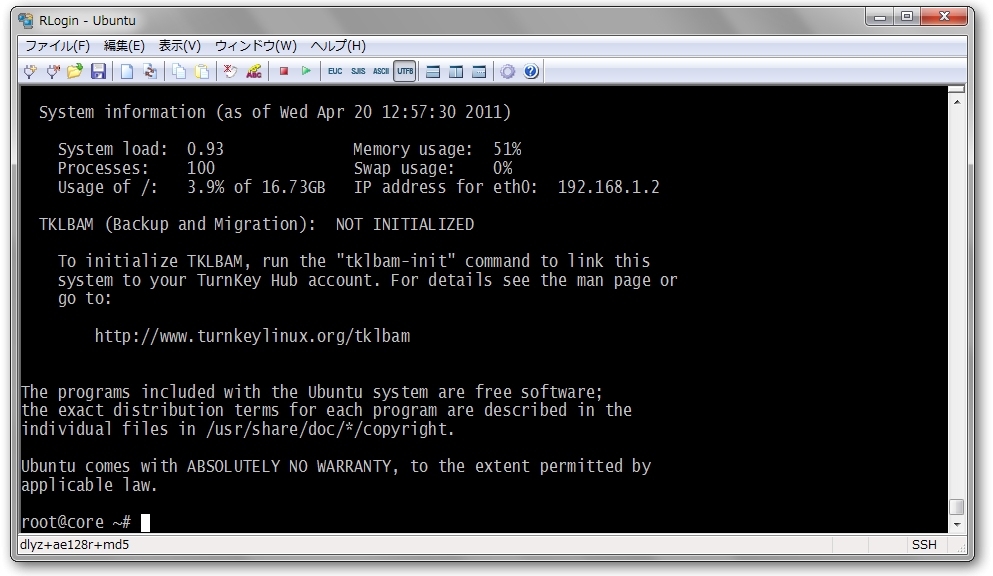 RLogin - Ubuntu
ファイル(F) 編集(E) 表示(V) ウィンドウ(W) ヘルプ(H)
ABC EUC SJIS ASCII UTF8
System information (as of Wed Apr 20 12:57:30 2011)
System load: 0.93 Memory usage: 51%
Processes: 100 Swap usage: 0%
Usage of /: 3.9% of 16.73GB IP address for eth0: 192.168.1.2
TKLBAM (Backup and Migration): NOT INITIALIZED
To initialize TKLBAM, run the "tklbam-init" command to link this
system to your TurnKey Hub account. For details see the man page or
go to:
http://www.turnkeylinux.org/tklbam
The programs included with the Ubuntu system are free software;
the exact distribution terms for each program are described in the
individual files in /usr/share/doc/*/copyright.
Ubuntu comes with ABSOLUTELY NO WARRANTY, to the extent permitted by
applicable law.
root@core ~#
dlyz+ae128r+md5 SSH